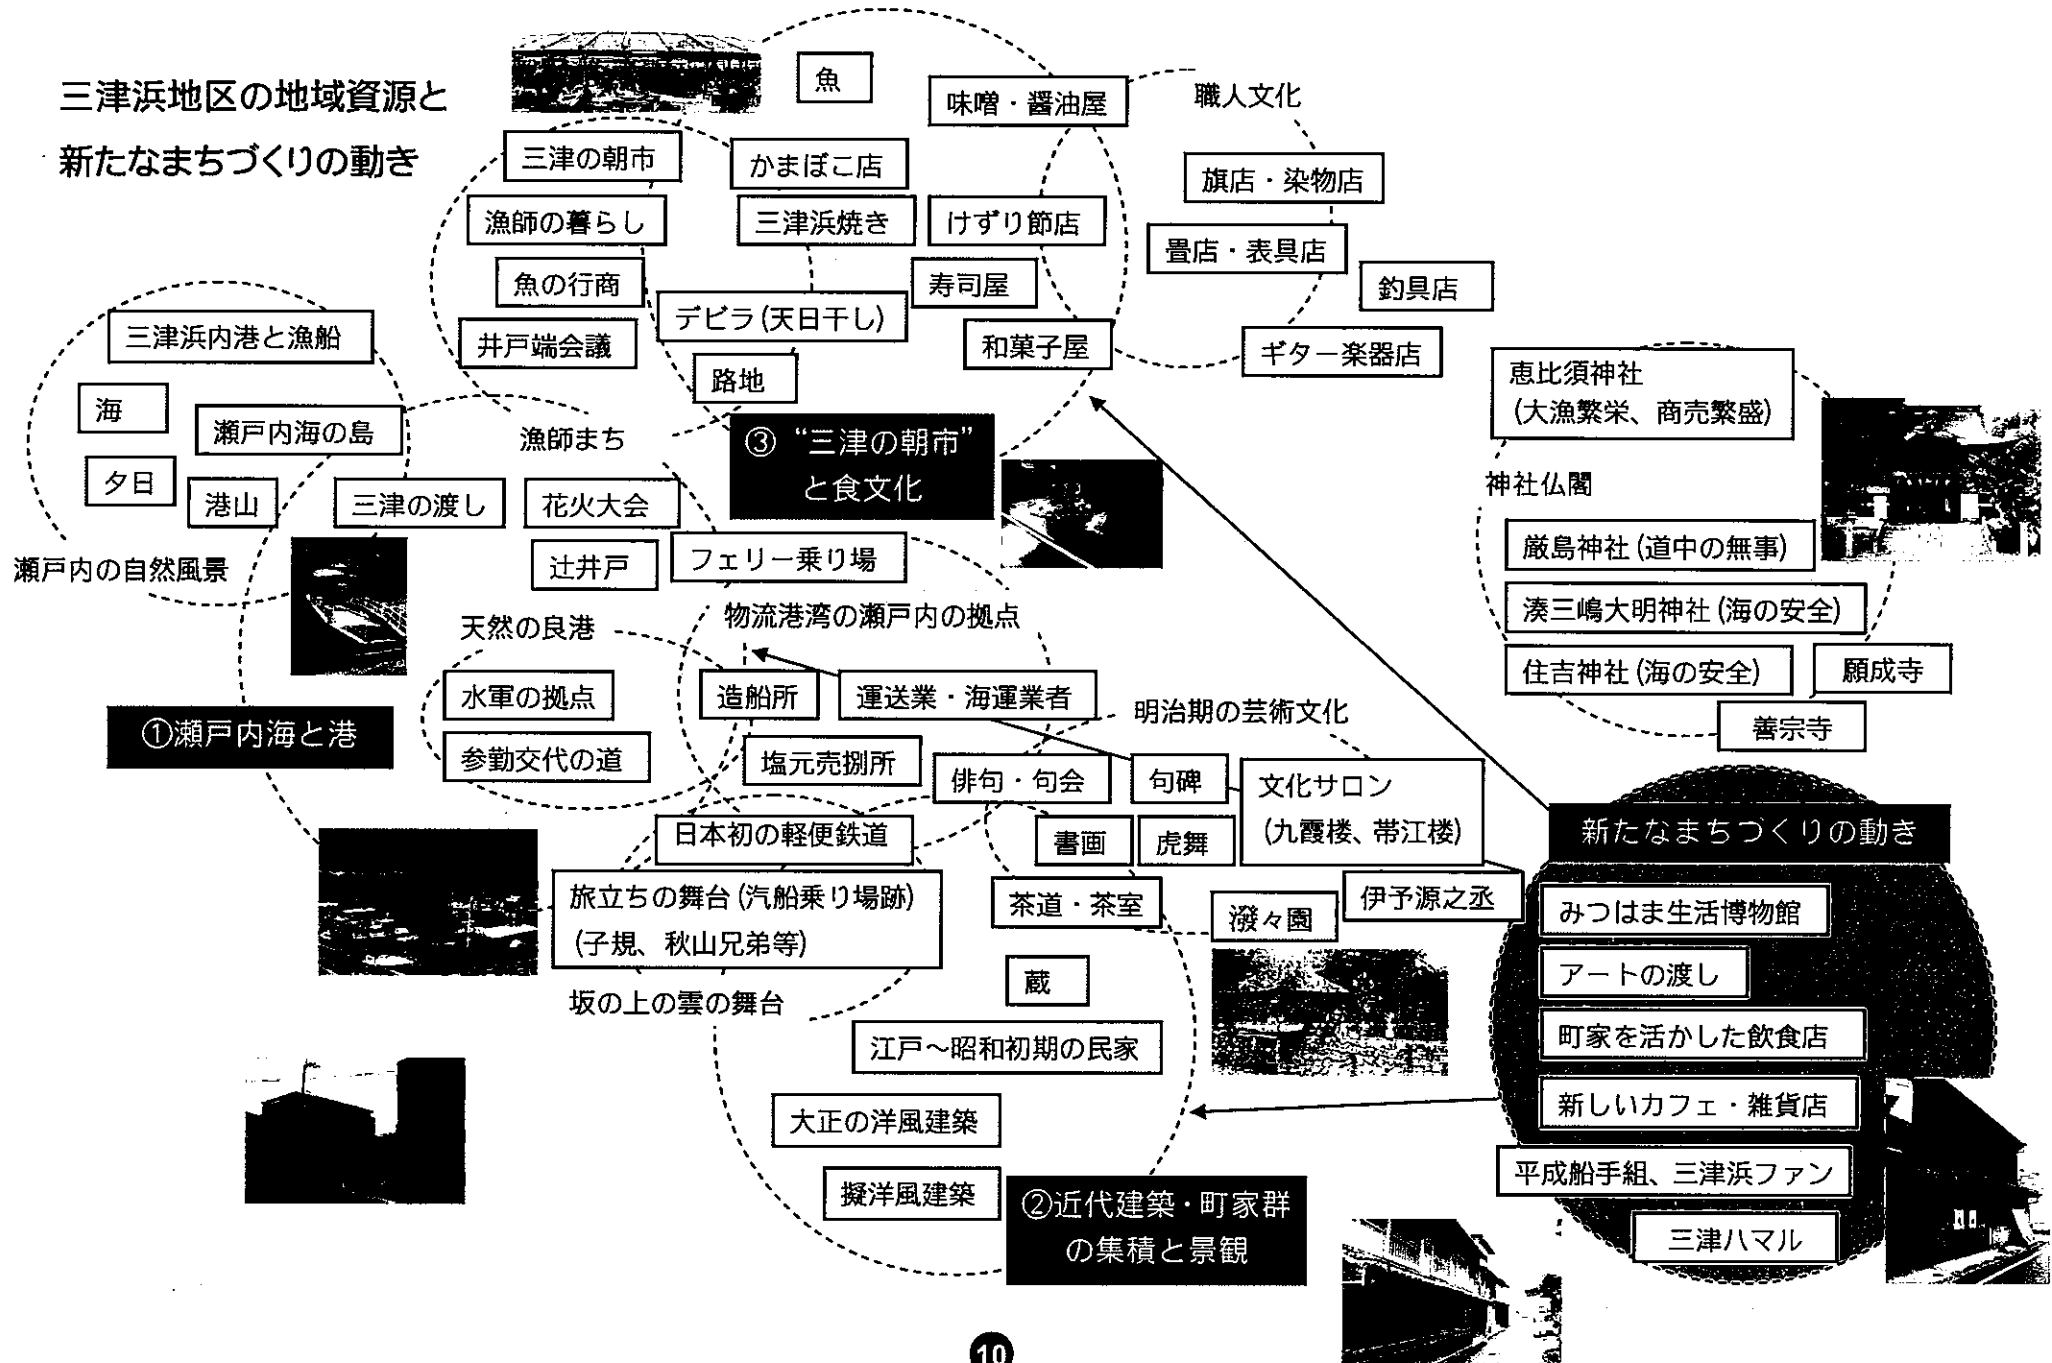 三津浜地区の地域資源と
新たなまちづくりの動き
魚
味噌・醤油屋
職人文化
三津の朝市
かまぼこ店
旗店・染物店
漁師の暮らし
三津浜焼き
けずり節店
畳店・表具店
魚の行商
寿司屋
釣具店
デビラ(天日干し)
三津浜内港と漁船
井戸端会議
和菓子屋
ギター楽器店
路地
恵比須神社
(大漁繁栄、商売繁盛)
海
瀬戸内海の島
漁師まち
③ “三津の朝市”
と食文化
夕日
港山
三津の渡し
花火大会
神社仏閣
瀬戸内の自然風景
辻井戸
フェリー乗り場
厳島神社(道中の無事)
天然の良港
物流港湾の瀬戸内の拠点
湊三嶋大明神社(海の安全)
住吉神社(海の安全)
願成寺
水軍の拠点
造船所
運送業・海運業者
明治期の芸術文化
善宗寺
①瀬戸内海と港
参勤交代の道
塩元売捌所
俳句・句会
句碑
文化サロン
(九霞楼、帯江楼)
日本初の軽便鉄道
書画
虎舞
新たなまちづくりの動き
旅立ちの舞台(汽船乗り場跡)
(子規、秋山兄弟等)
茶道・茶室
潑々園
伊予源之丞
みつはま生活博物館
坂の上の雲の舞台
蔵
アートの渡し
江戸～昭和初期の民家
町家を活かした飲食店
大正の洋風建築
新しいカフェ・雑貨店
擬洋風建築
②近代建築・町家群
の集積と景観
平成船手組、三津浜ファン
三津ハマル
10